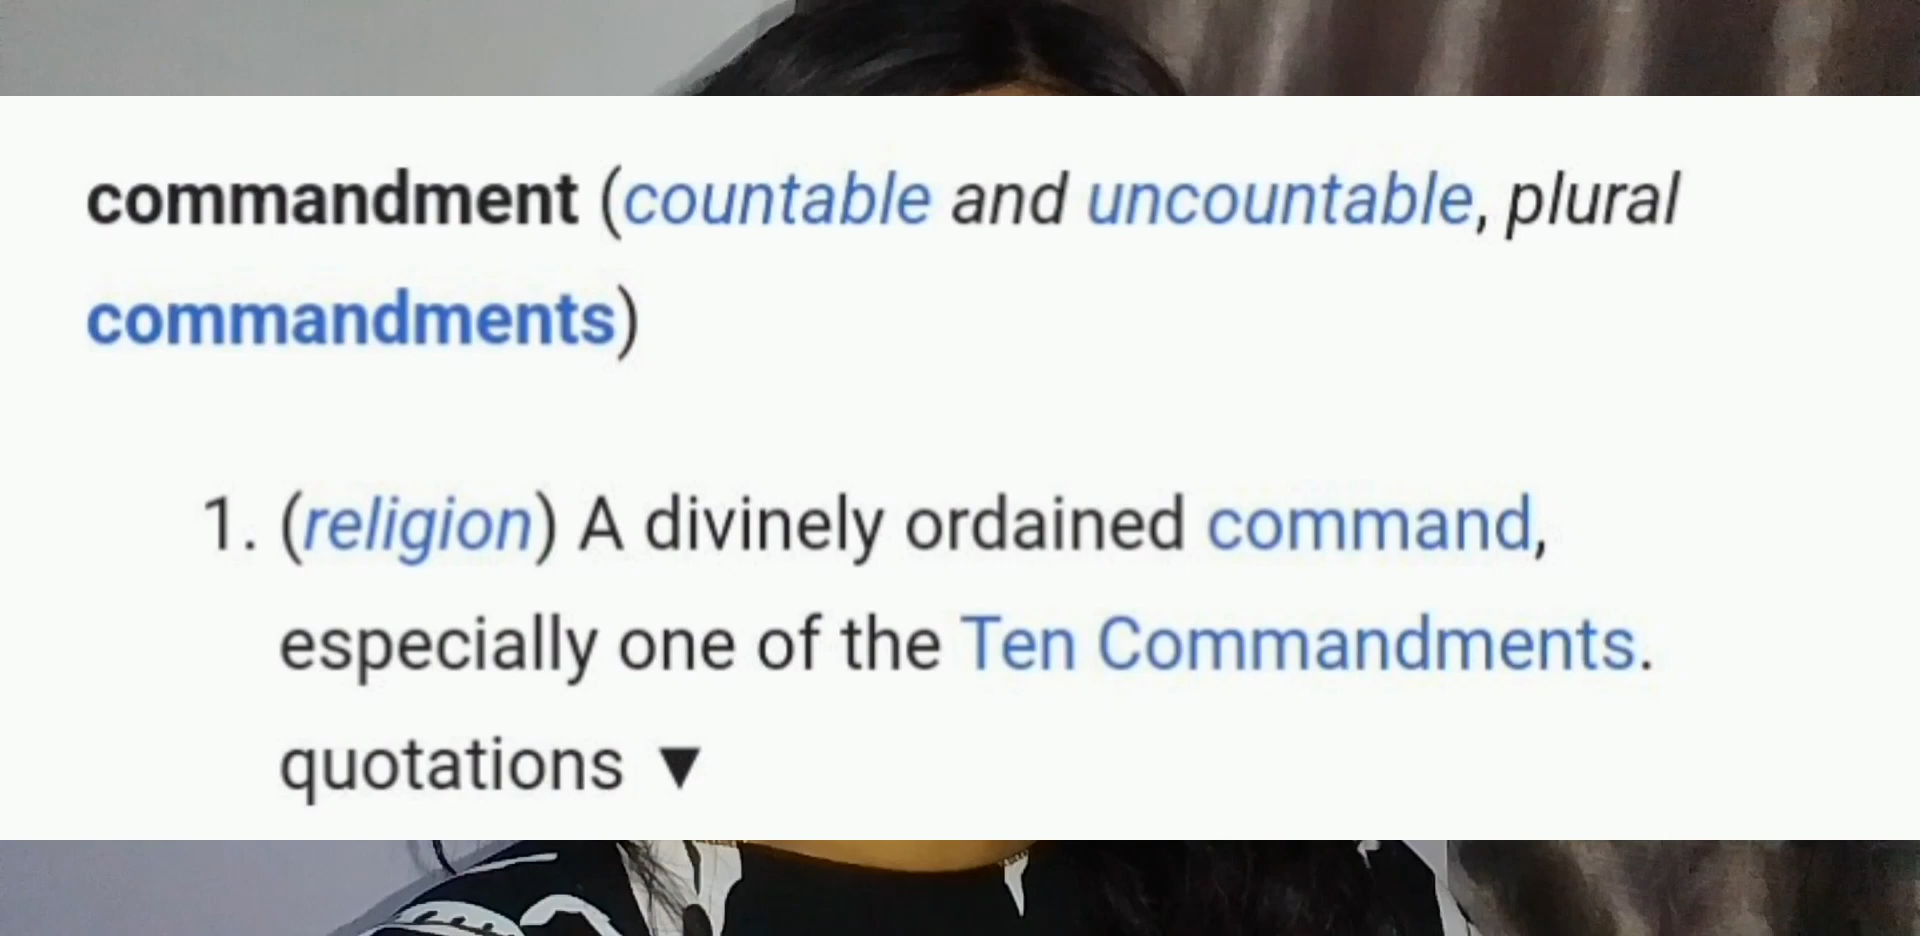 commandment (countable and uncountable, plural
commandments)
1. (religion) A divinely ordained command,
especially one of the Ten Commandments.
quotations ▼